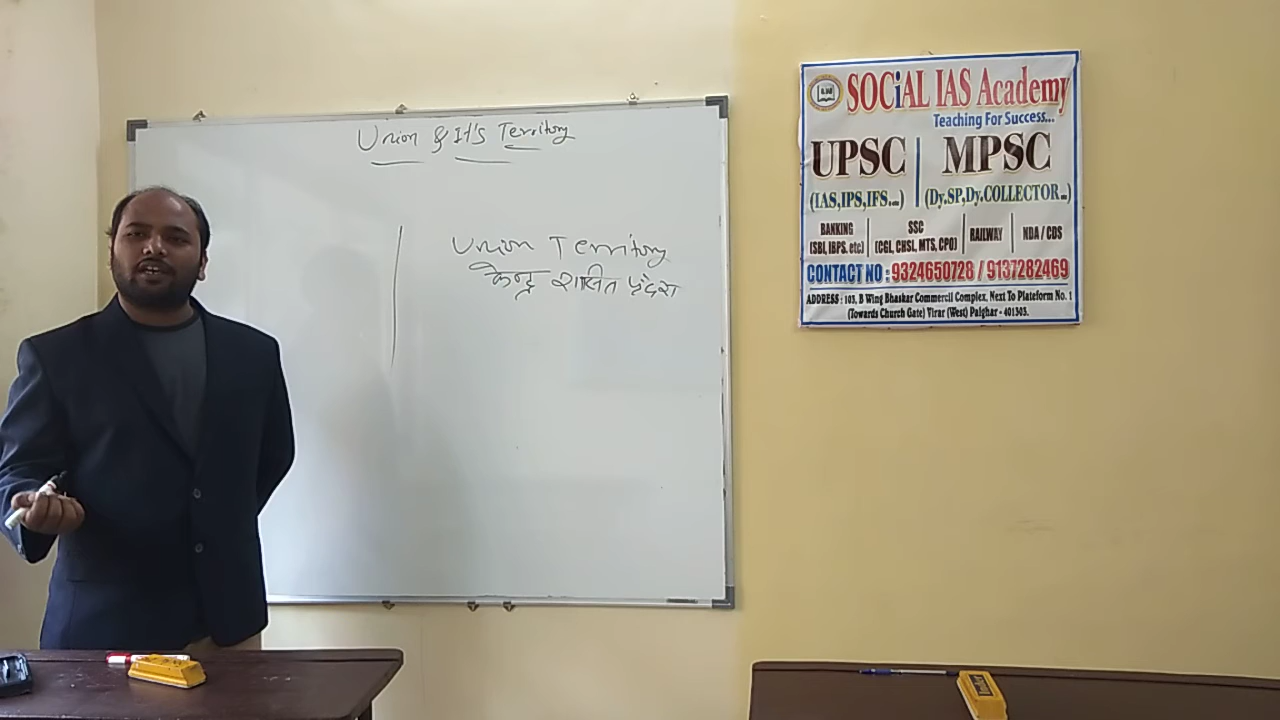 Union & It's Territory
Union Territory
केन्द्र शासित प्रदेश
SOCiAL IAS Academy
Teaching For Success...
UPSC
(IAS,IPS,IFS...)
MPSC
(Dy.SP,Dy.COLLECTOR...)
BANKING
(SBI,IBPS. etc)
SSC
(CGL, CHSL, MTS, CPO)
RAILWAY
NDA / CDS
CONTACT NO : 9324650728 / 9137282469
ADDRESS : 103, B Wing Bhaskar Commercil Complex, Next To Plateform No. 1
(Towards Church Gate) Virar (West) Palghar - 401303.